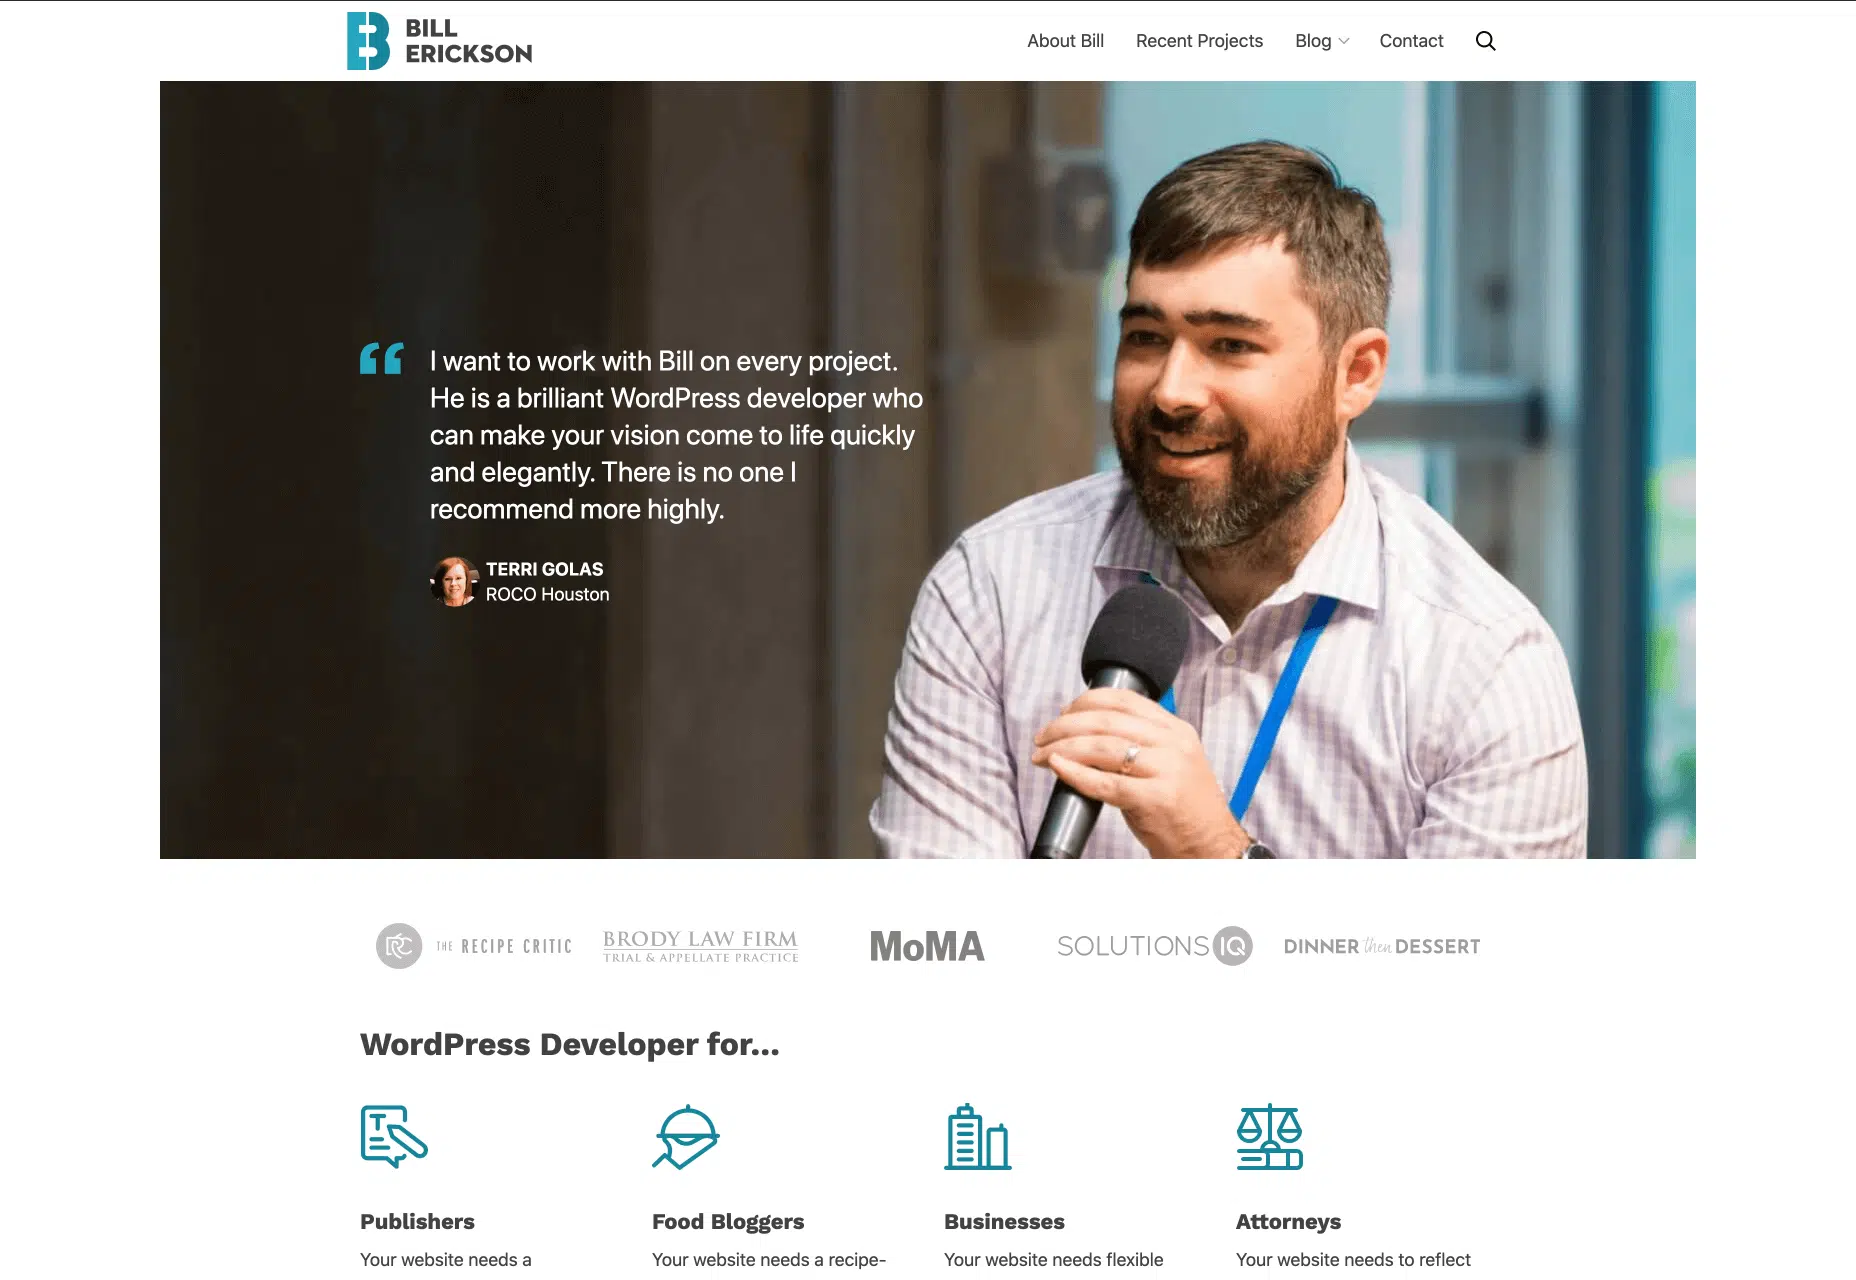 BILL
ERICKSON
About Bill
Recent Projects
Blog
Contact
I want to work with Bill on every project.
He is a brilliant WordPress developer who
can make your vision come to life quickly
and elegantly. There is no one I
recommend more highly.
TERRI GOLAS
ROCO Houston
RC THE RECIPE CRITIC
BRODY LAW FIRM
TRIAL & APPELLATE PRACTICE
MoMA
SOLUTIONS IQ
DINNER then DESSERT
WordPress Developer for...
Publishers
Your website needs a
Food Bloggers
Your website needs a recipe-
Businesses
Your website needs flexible
Attorneys
Your website needs to reflect